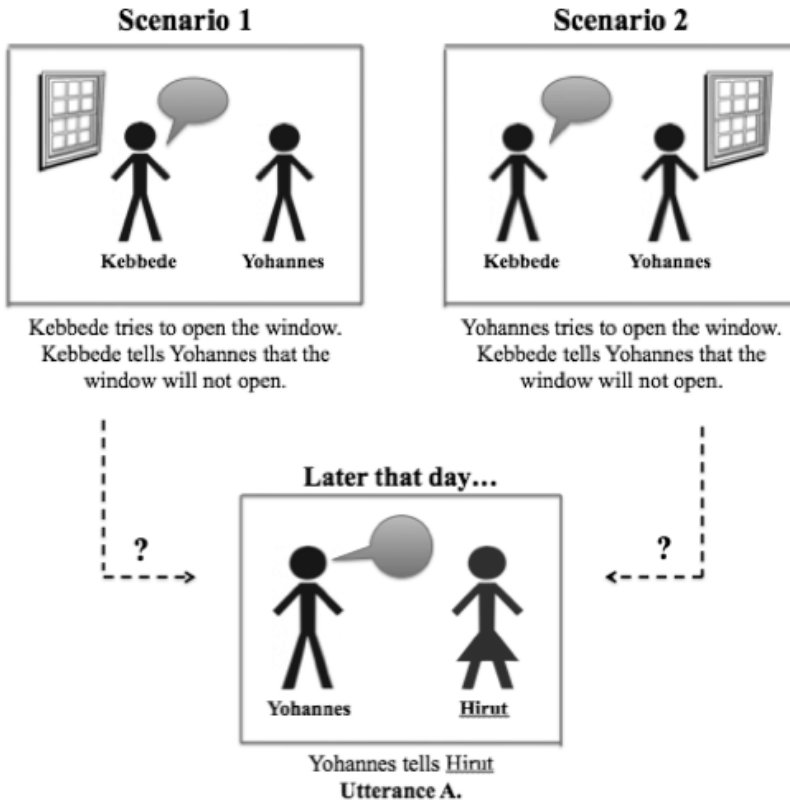 Scenario 1
Scenario 2
Kebbede
Yohannes
Kebbede
Yohannes
Kebbede tries to open the window.
Kebbede tells Yohannes that the
window will not open.
Yohannes tries to open the window.
Kebbede tells Yohannes that the
window will not open.
Later that day...
?
?
Yohannes
Hirut
Yohannes tells Hirut
Utterance A.